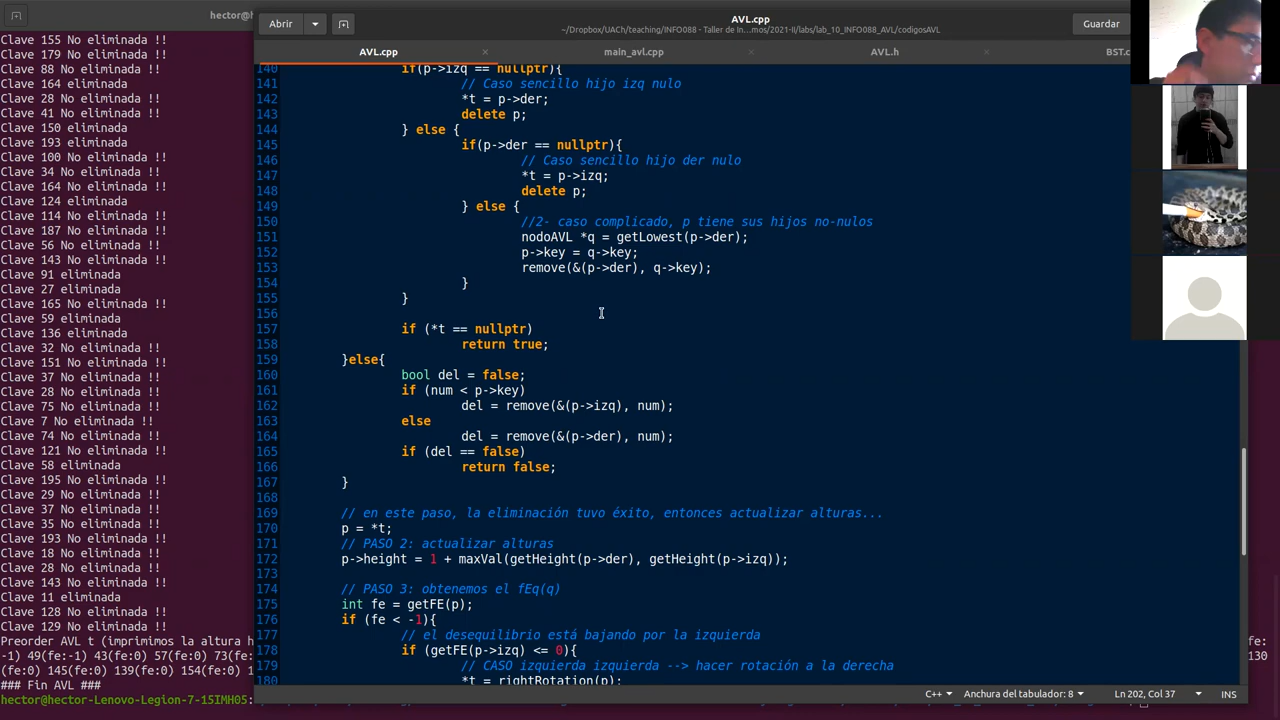 hector@h
Abrir
AVL.cpp
~/Dropbox/UACh/teaching/INFO088 - Taller de In...mos/2021-II/labs/lab_10_INFO088_AVL/codigosAVL
Guardar
AVL.cpp
main_avl.cpp
AVL.h
BST.c
Clave 155 No eliminada !!
Clave 179 No eliminada !!
Clave 88 No eliminada !!
Clave 164 eliminada
Clave 28 No eliminada !!
Clave 41 No eliminada !!
Clave 150 eliminada
Clave 193 eliminada
Clave 100 No eliminada !!
Clave 34 No eliminada !!
Clave 164 No eliminada !!
Clave 124 eliminada
Clave 114 No eliminada !!
Clave 187 No eliminada !!
Clave 56 No eliminada !!
Clave 143 No eliminada !!
Clave 91 eliminada
Clave 27 eliminada
Clave 165 No eliminada !!
Clave 59 eliminada
Clave 136 eliminada
Clave 32 No eliminada !!
Clave 151 No eliminada !!
Clave 37 No eliminada !!
Clave 28 No eliminada !!
Clave 75 No eliminada !!
Clave 7 No eliminada !!
Clave 74 No eliminada !!
Clave 121 No eliminada !!
Clave 58 eliminada
Clave 195 No eliminada !!
Clave 29 No eliminada !!
Clave 37 No eliminada !!
Clave 35 No eliminada !!
Clave 193 No eliminada !!
Clave 18 No eliminada !!
Clave 28 No eliminada !!
Clave 143 No eliminada !!
Clave 11 eliminada
Clave 128 No eliminada !!
Clave 129 No eliminada !!
Preorder AVL t (imprimimos la altura h
-1) 49(fe:-1) 43(fe:0) 57(fe:0) 73(fe:
(fe:0) 145(fe:0) 139(fe:0) 154(fe:0) 1
### Fin AVL ###
hector@hector-Lenovo-Legion-7-15IMH05:
fe:
130
140 if(p->izq == nullptr){
141 // Caso sencillo hijo izq nulo
142 *t = p->der;
143 delete p;
144 } else {
145 if(p->der == nullptr){
146 // Caso sencillo hijo der nulo
147 *t = p->izq;
148 delete p;
149 } else {
150 //2- caso complicado, p tiene sus hijos no-nulos
151 nodoAVL *q = getLowest(p->der);
152 p->key = q->key;
153 remove(&(p->der), q->key);
154 }
155 }
156
157 if (*t == nullptr)
158 return true;
159 }else{
160 bool del = false;
161 if (num < p->key)
162 del = remove(&(p->izq), num);
163 else
164 del = remove(&(p->der), num);
165 if (del == false)
166 return false;
167 }
168
169 // en este paso, la eliminación tuvo éxito, entonces actualizar alturas...
170 p = *t;
171 // PASO 2: actualizar alturas
172 p->height = 1 + maxVal(getHeight(p->der), getHeight(p->izq));
173
174 // PASO 3: obtenemos el fEq(q)
175 int fe = getFE(p);
176 if (fe < -1){
177 // el desequilibrio está bajando por la izquierda
178 if (getFE(p->izq) <= 0){
179 // CASO izquierda izquierda --> hacer rotación a la derecha
180 *t = rightRotation(p);
C++
Anchura del tabulador: 8
Ln 202, Col 37
INS